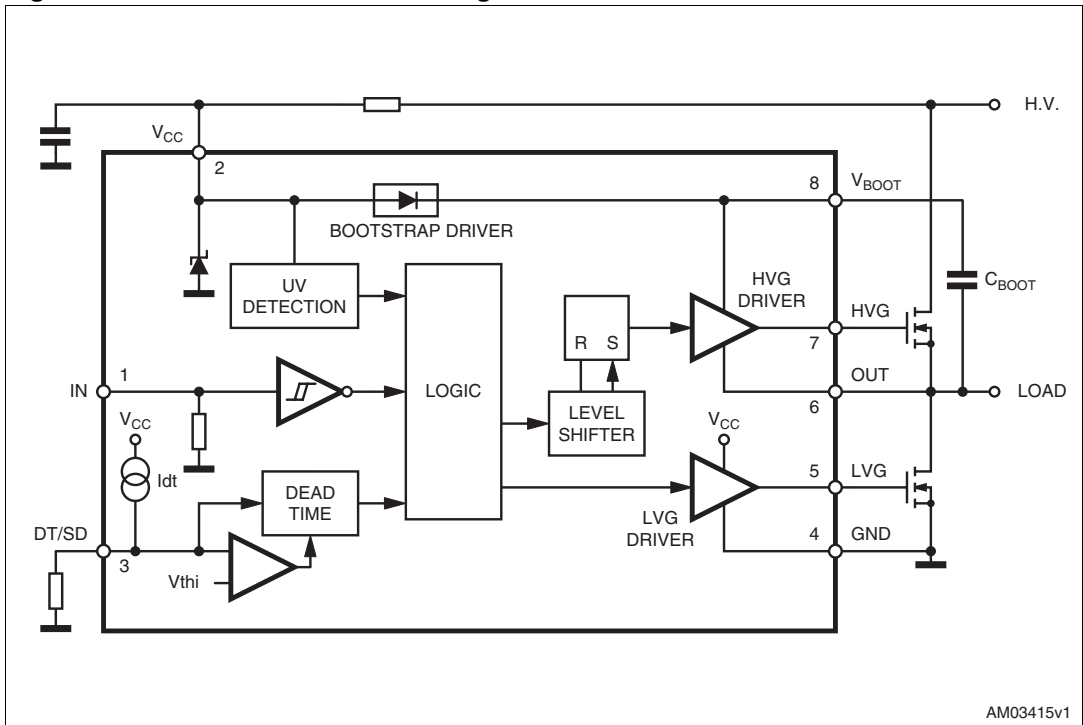 H.V.
VCC
2
8
VBOOT
BOOTSTRAP DRIVER
CBOOT
UV
DETECTION
HVG
DRIVER
HVG
7
R S
IN
1
LOGIC
OUT
6
LOAD
LEVEL
SHIFTER
VCC
VCC
Idt
5
LVG
DEAD
TIME
LVG
DRIVER
4
GND
DT/SD
3
Vthi
AM03415v1